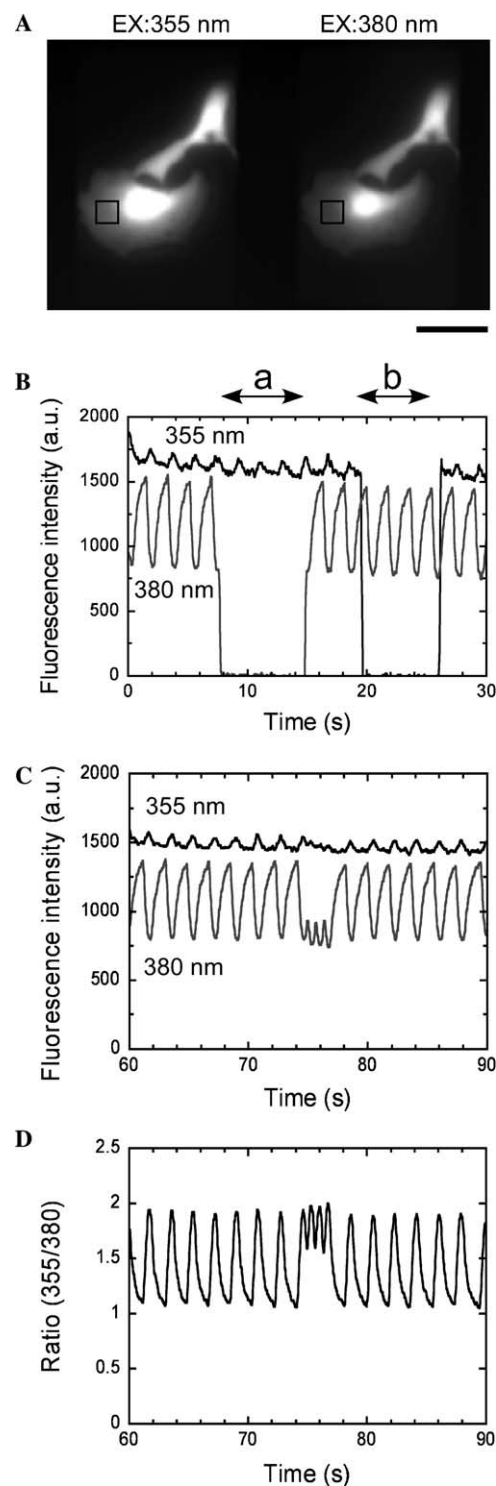 A
EX:355 nm EX:380 nm
B
a b
2000
1500
1000
500
0
355 nm
380 nm
Fluorescence intensity (a.u.)
0 10 20 30
Time (s)
C
2000
1500
1000
500
0
355 nm
380 nm
Fluorescence intensity (a.u.)
60 70 80 90
Time (s)
D
2.5
2
1.5
1
0.5
0
Ratio (355/380)
60 70 80 90
Time (s)